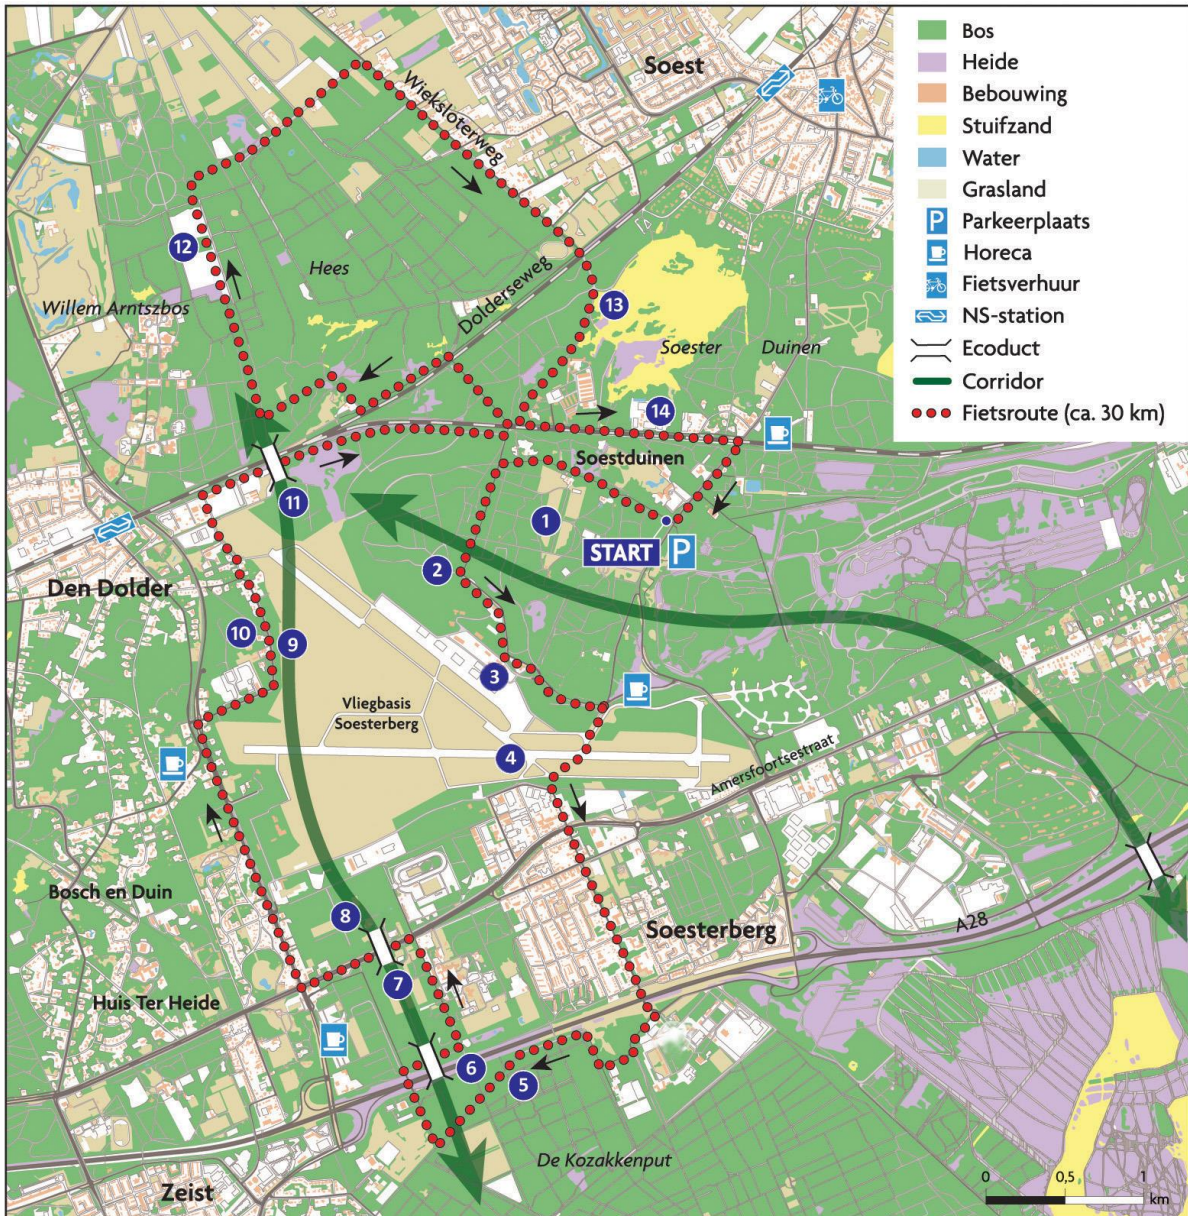 Soest
Wieksloterweg
12
Hees
Willem Arntszbos
Dolderseweg
13
Soester Duinen
14
Soestduinen
11
1
START
P
2
Den Dolder
10
9
3
Vliegbasis
Soesterberg
4
Amersfoortsestraat
Bosch en Duin
8
Soesterberg
A28
7
Huis Ter Heide
6
5
De Kozakkenput
Zeist
Bos
Heide
Bebouwing
Stuifzand
Water
Grasland
P Parkeerplaats
Horeca
Fietsverhuur
NS-station
Ecoduct
Corridor
Fietsroute (ca. 30 km)
0 0,5 1
km